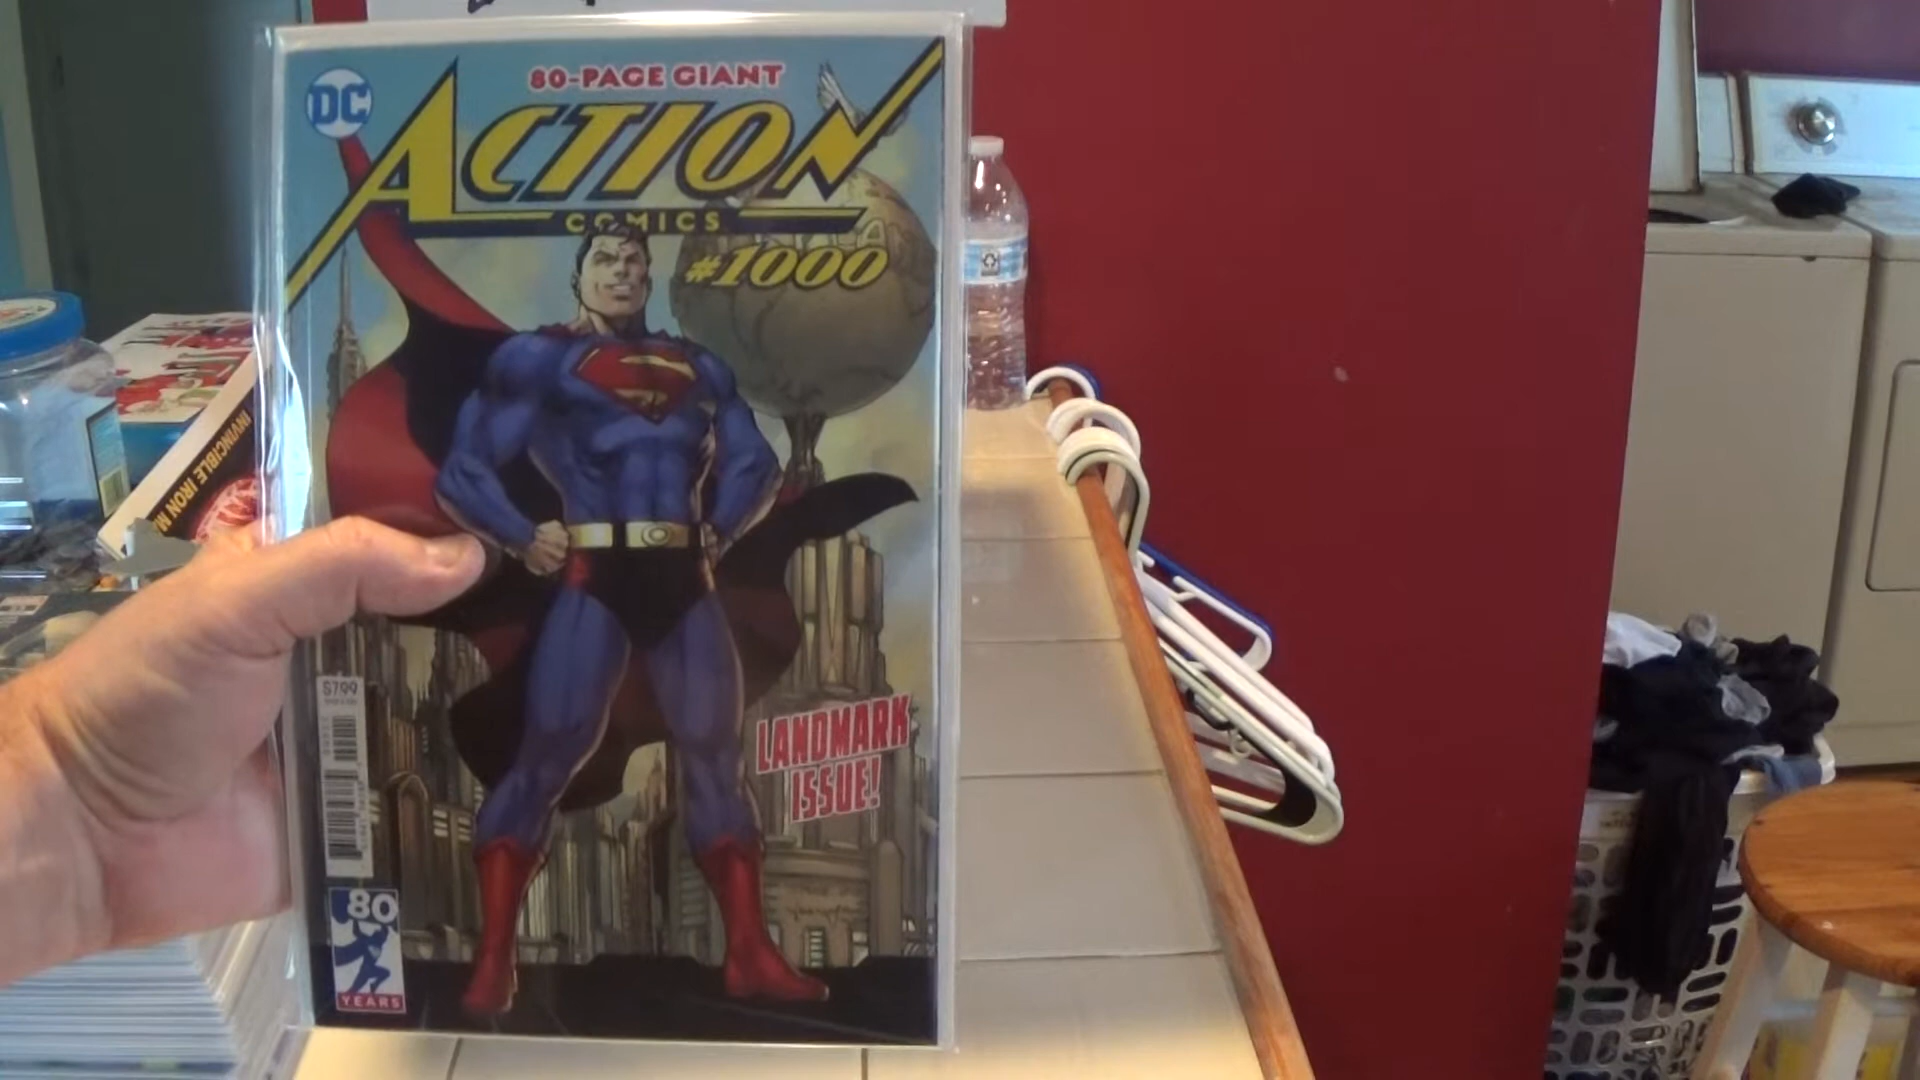 80-PAGE GIANT
DC
ACTION
COMICS
#1000
INVINCIBLE IRON M
$7.99
LANDMARK
ISSUE!
80
YEARS